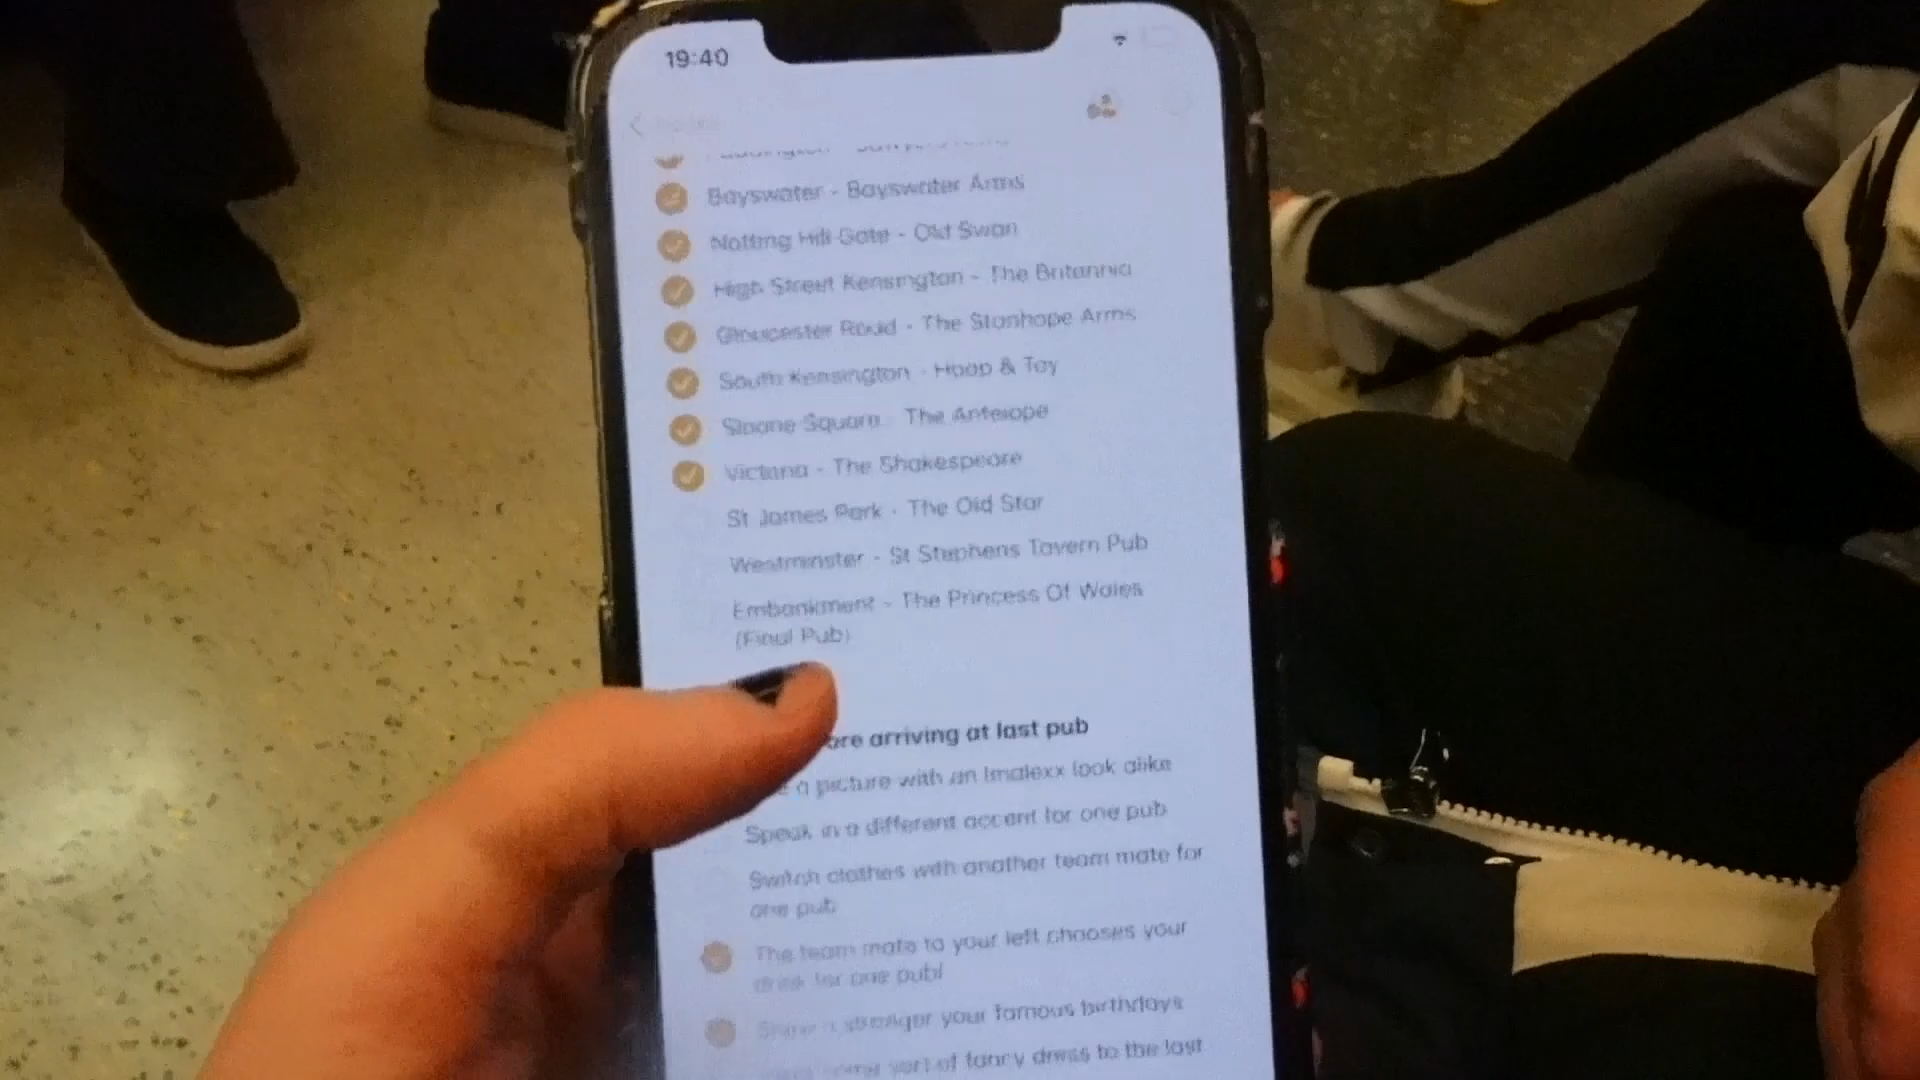 19:40
Bayswater - Bayswater Arms
Notting Hill Gate - Old Swan
High Street Kensington - The Britannia
Gloucester Road - The Stanhope Arms
South Kensington - Hoop & Toy
Sloane Square - The Antelope
Victoria - The Shakespeare
St James Park - The Old Star
Westminster - St Stephens Tavern Pub
Embankment - The Princess Of Wales
(Final Pub)
ore arriving at last pub
a picture with an Imalexx look alike
Speak in a different accent for one pub
Switch clothes with another team mate for
one pub
The team mate to your left chooses your
drink for one pub!
stranger your famous birthdays
sort of fancy dress to the last